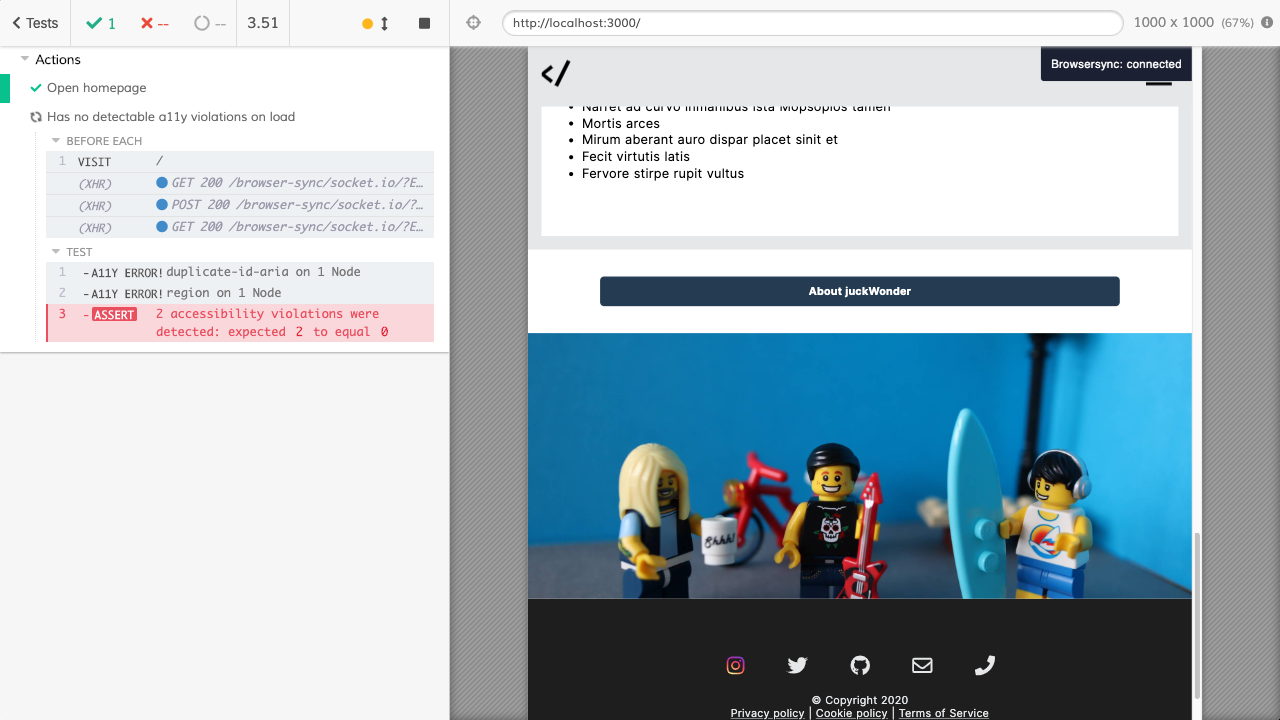 Tests
1
--
--
3.51
http://localhost:3000/
1000 x 1000 (67%)
Actions
Open homepage
Has no detectable a11y violations on load
BEFORE EACH
1 VISIT /
(XHR) GET 200 /browser-sync/socket.io/?E…
(XHR) POST 200 /browser-sync/socket.io/?…
(XHR) GET 200 /browser-sync/socket.io/?E…
TEST
1 -A11Y ERROR! duplicate-id-aria on 1 Node
2 -A11Y ERROR! region on 1 Node
3 -ASSERT 2 accessibility violations were
detected: expected 2 to equal 0
</>
Browsersync: connected
• Narret ad curvo inmanibus ista Mopsopios tamen
• Mortis arces
• Mirum aberant auro dispar placet sinit et
• Fecit virtutis latis
• Fervore stirpe rupit vultus
About juckWonder
Ehhh!
© Copyright 2020
Privacy policy | Cookie policy | Terms of Service